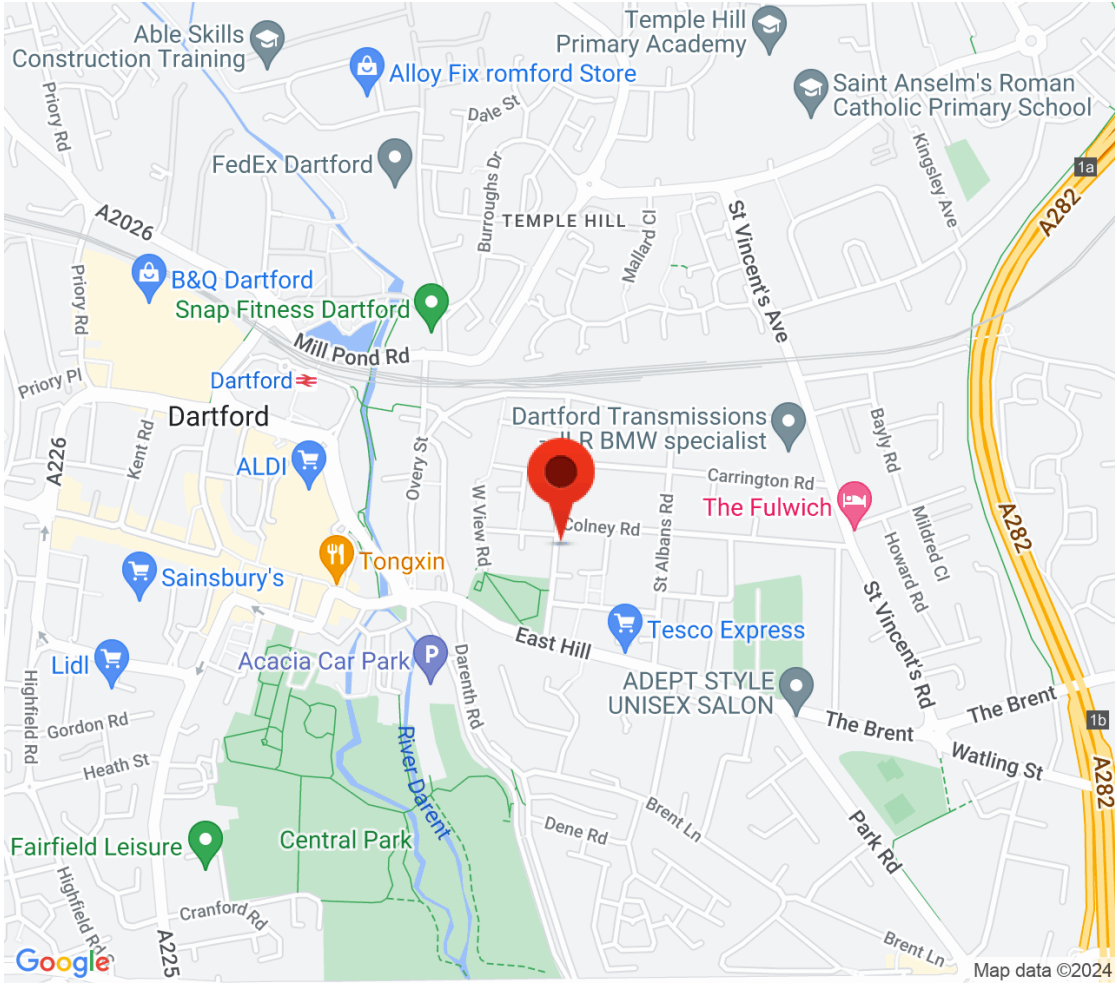 Able Skills
Construction Training
Temple Hill
Primary Academy
Alloy Fix romford Store
Saint Anselm's Roman
Catholic Primary School
Priory Rd
Dale St
Kingsley Ave
1a
FedEx Dartford
Burroughs Dr
A282
A2026
TEMPLE HILL
St Vincent's Ave
Mallard Cl
B&Q Dartford
Priory Rd
Snap Fitness Dartford
Mill Pond Rd
Priory Pl
Dartford
Dartford
Dartford Transmissions
JLR BMW specialist
Bayly Rd
Kent Rd
A226
Overy St
ALDI
W View Rd
Carrington Rd
The Fulwich
Colney Rd
St Albans Rd
Mildred Cl
A282
Howard Rd
Tongxin
Sainsbury's
St Vincent's Rd
East Hill
Tesco Express
Lidl
Acacia Car Park
P
Darenth Rd
ADEPT STYLE
UNISEX SALON
Highfield Rd
Gordon Rd
The Brent
The Brent
1b
Watling St
Heath St
River Darent
A282
Brent Ln
Dene Rd
Park Rd
Central Park
Fairfield Leisure
Highfield Rd S
Cranford Rd
A225
Brent Ln
Google
Map data ©2024